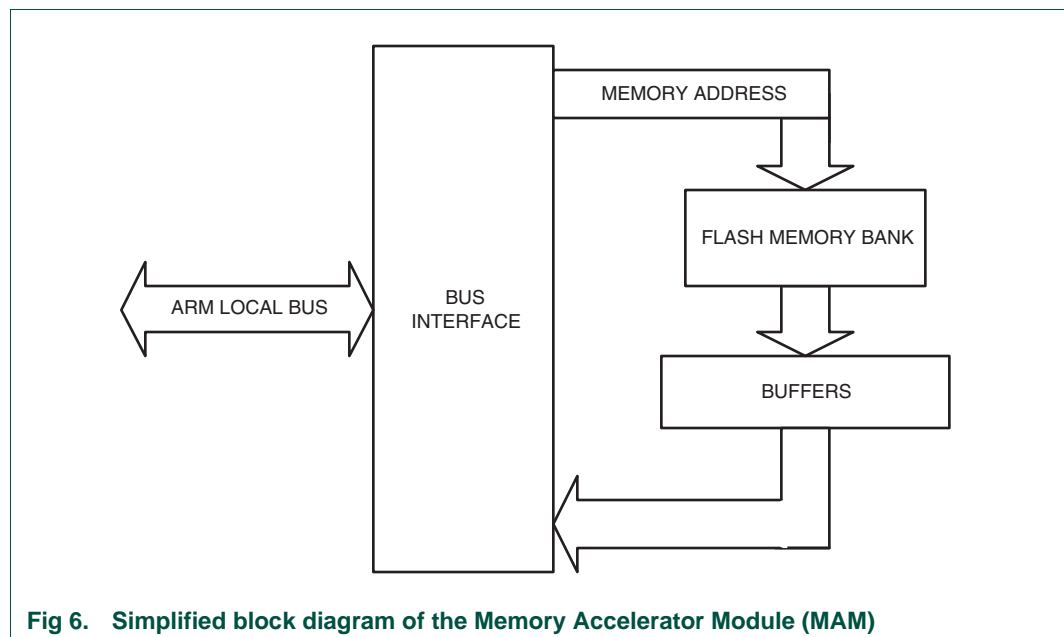 MEMORY ADDRESS
FLASH MEMORY BANK
ARM LOCAL BUS
BUS
INTERFACE
BUFFERS
Fig 6. Simplified block diagram of the Memory Accelerator Module (MAM)